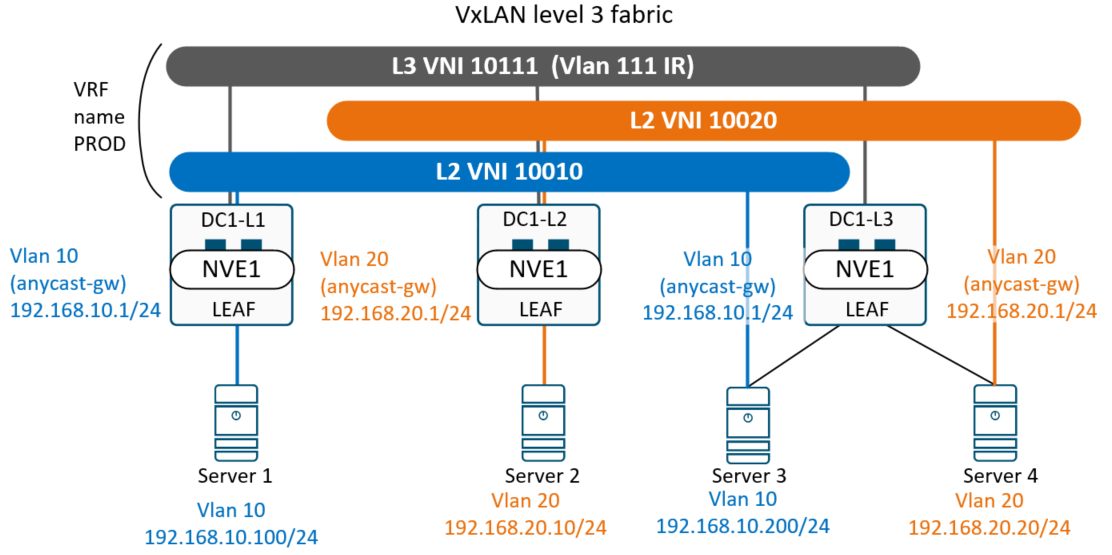 VxLAN level 3 fabric
L3 VNI 10111 (Vlan 111 IR)
VRF
name
PROD
L2 VNI 10020
L2 VNI 10010
DC1-L1
NVE1
LEAF
Vlan 10
(anycast-gw)
192.168.10.1/24
DC1-L2
NVE1
LEAF
Vlan 20
(anycast-gw)
192.168.20.1/24
Vlan 10
(anycast-gw)
192.168.10.1/24
DC1-L3
NVE1
LEAF
Vlan 20
(anycast-gw)
192.168.20.1/24
Server 1
Vlan 10
192.168.10.100/24
Server 2
Vlan 20
192.168.20.10/24
Server 3
Vlan 10
192.168.10.200/24
Server 4
Vlan 20
192.168.20.20/24